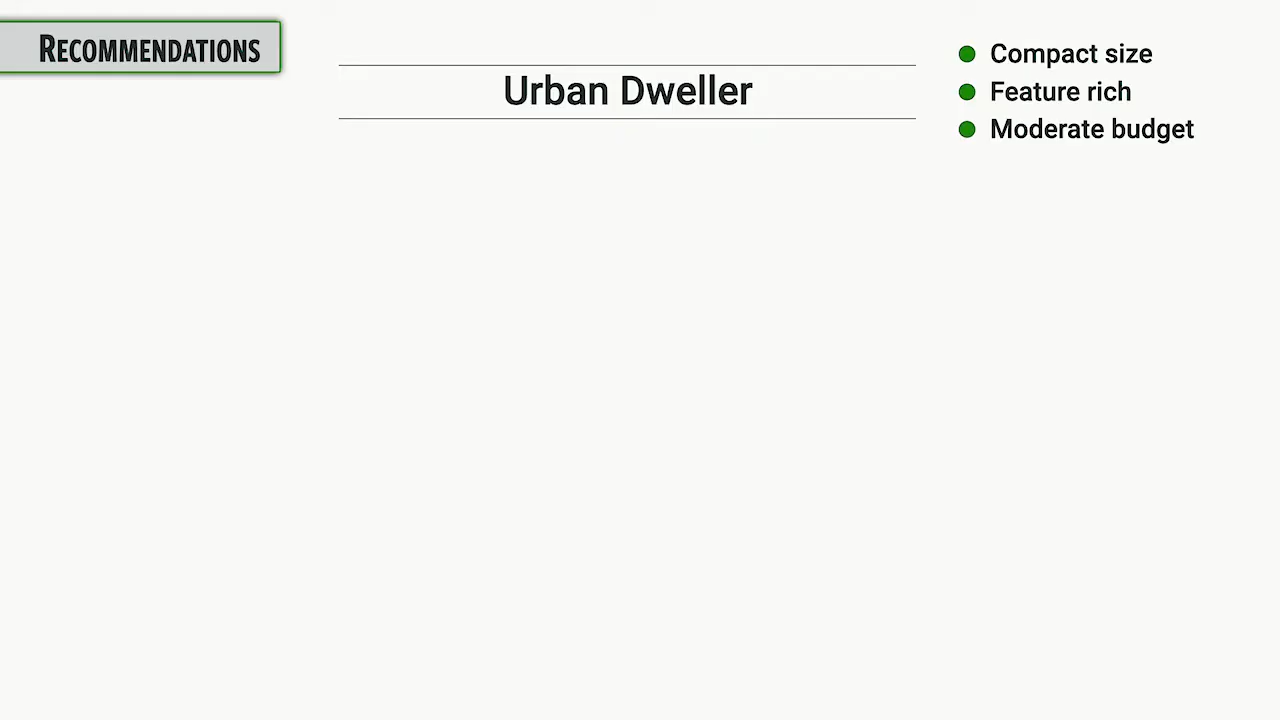 RECOMMENDATIONS
Urban Dweller
Compact size
Feature rich
Moderate budget